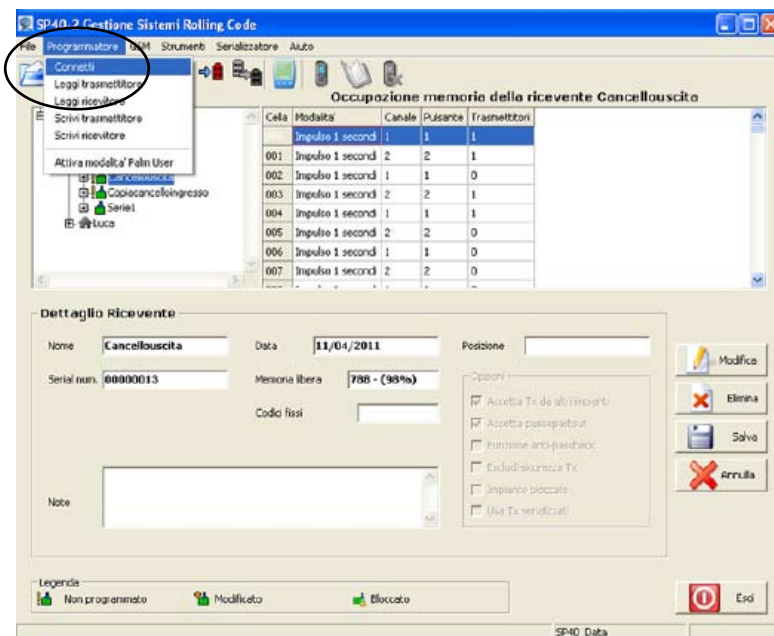 SP40-2 Gestione Sistemi Rolling Code
File Programmatore GSM Strumenti Serializzatore Aiuto
Connetti
Leggi trasmettitore
Leggi ricevitore
Scrivi trasmettitore
Scrivi ricevitore
Attiva modalita' Palm User
Occupazione memoria della ricevente Cancellouscita
Cancellouscita
Copiacancelloingresso
Serie1
Luca
Cella Modalita' Canale Pulsante Trasmettitori
Impulso 1 second 1 1 1
001 Impulso 1 second 2 2 1
002 Impulso 1 second 1 1 0
003 Impulso 1 second 2 2 1
004 Impulso 1 second 1 1 1
005 Impulso 1 second 2 2 0
006 Impulso 1 second 1 1 0
007 Impulso 1 second 2 2 0
Dettaglio Ricevente
Nome Cancellouscita Data 11/04/2011 Posizione
Serial num. 00000013 Memoria libera 788 - (98%)
Codici fissi
Note
Opzioni
Accetta Tx da altri impianti
Accetta passepartout
Funzione anti-passback
Escludi sicurezza Tx
Impianto bloccato
Usa Tx serializzati
Modifica
Elimina
Salva
Annulla
Legenda
Non programmato Modificato Bloccato
Esci
SP40_Data